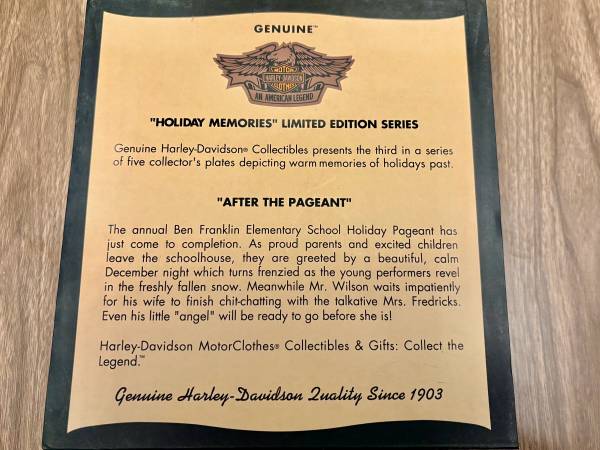 GENUINE™
MOTOR
HARLEY-DAVIDSON
CLOTHES
AN AMERICAN LEGEND
"HOLIDAY MEMORIES" LIMITED EDITION SERIES
Genuine Harley-Davidson® Collectibles presents the third in a series
of five collector's plates depicting warm memories of holidays past.
"AFTER THE PAGEANT"
The annual Ben Franklin Elementary School Holiday Pageant has
just come to completion. As proud parents and excited children
leave the schoolhouse, they are greeted by a beautiful, calm
December night which turns frenzied as the young performers revel
in the freshly fallen snow. Meanwhile Mr. Wilson waits impatiently
for his wife to finish chit-chatting with the talkative Mrs. Fredricks.
Even his little "angel" will be ready to go before she is!
Harley-Davidson MotorClothes® Collectibles & Gifts: Collect the
Legend.™
Genuine Harley-Davidson Quality Since 1903